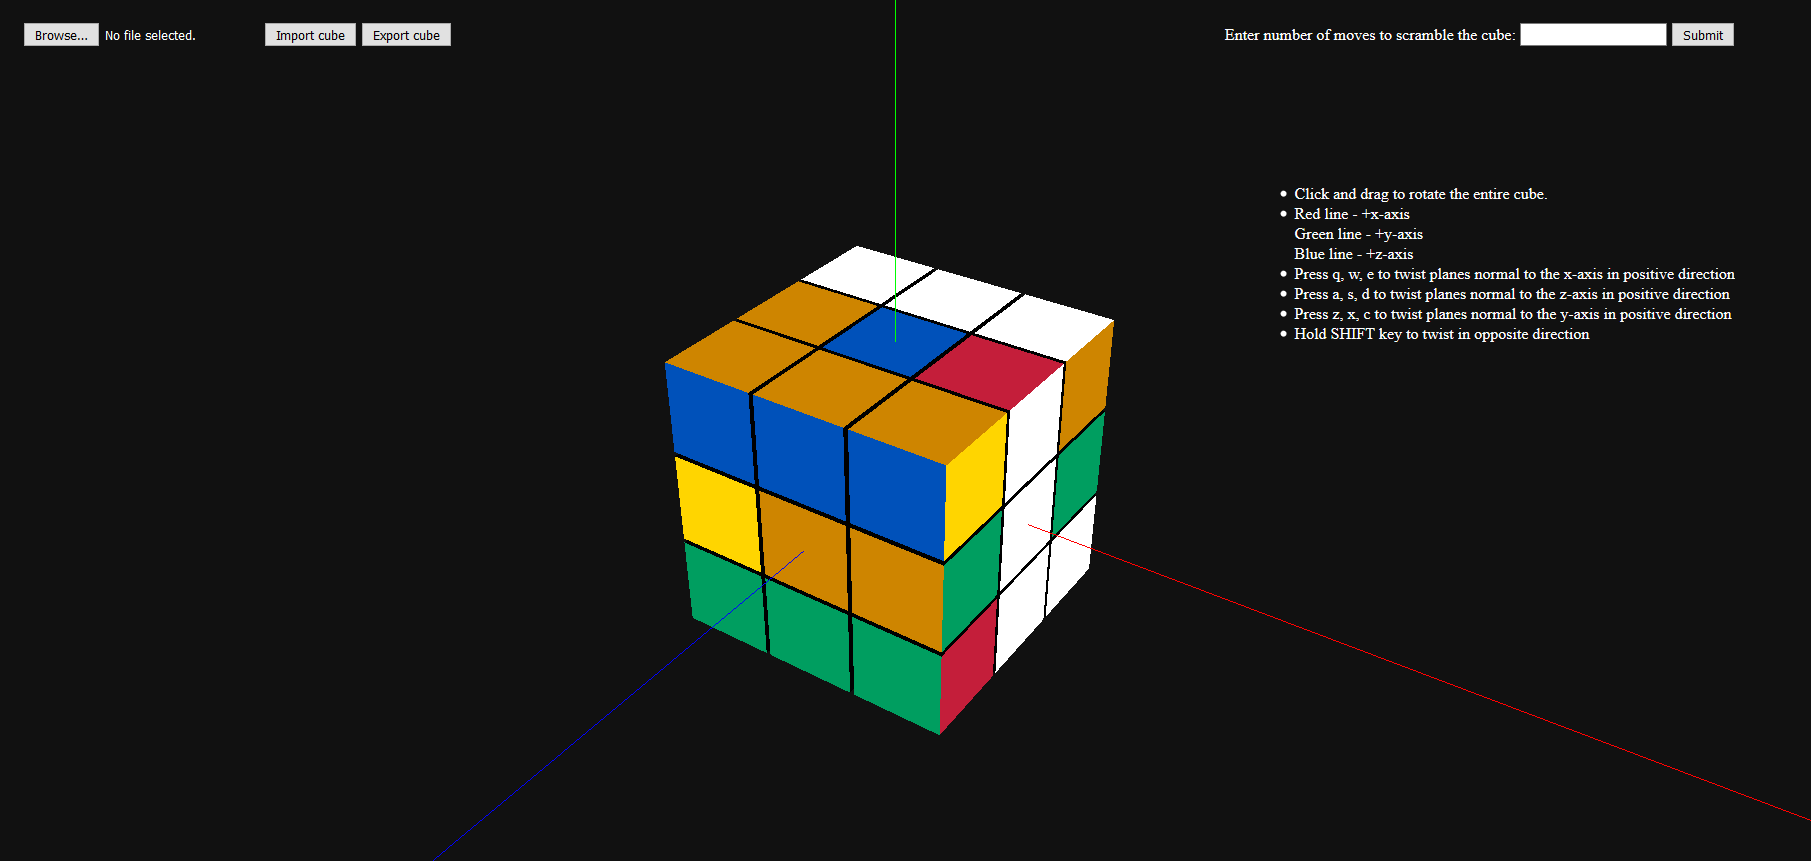 Browse... No file selected. Import cube Export cube Enter number of moves to scramble the cube: Submit
Click and drag to rotate the entire cube.
Red line - +x-axis
Green line - +y-axis
Blue line - +z-axis
Press q, w, e to twist planes normal to the x-axis in positive direction
Press a, s, d to twist planes normal to the z-axis in positive direction
Press z, x, c to twist planes normal to the y-axis in positive direction
Hold SHIFT key to twist in opposite direction